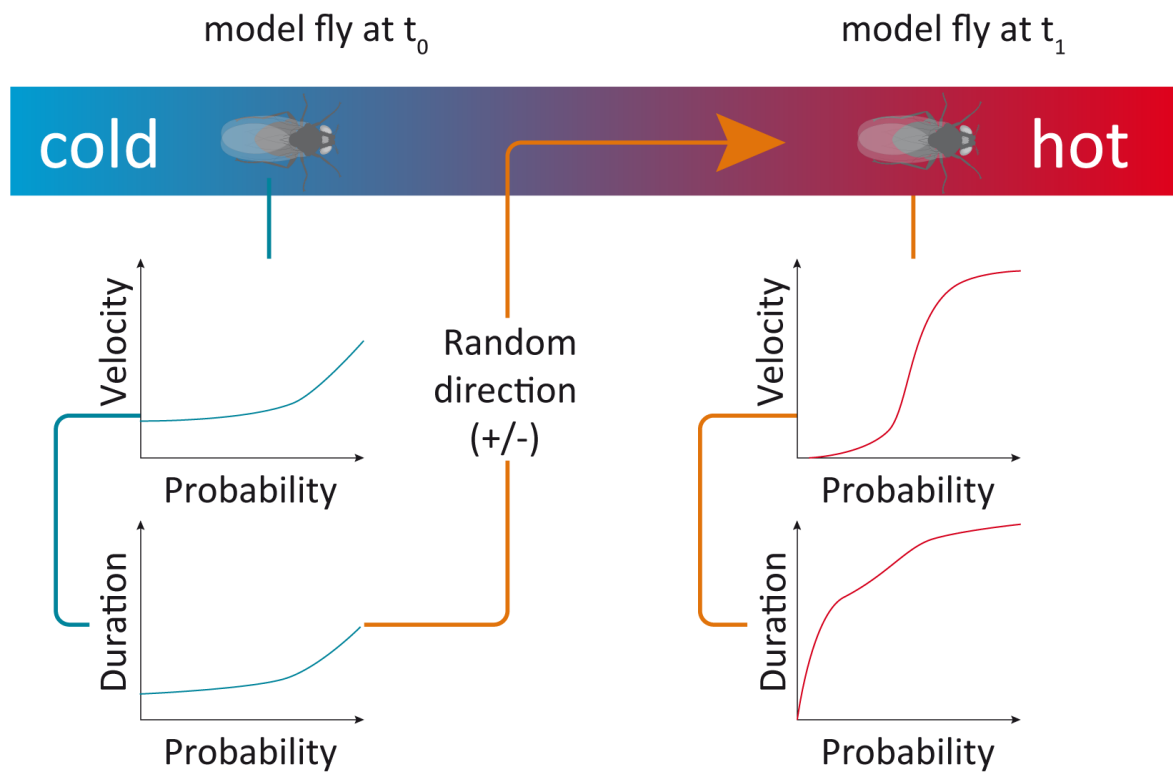 model fly at t0
model fly at t1
cold
hot
Velocity
Probability
Duration
Probability
Random
direction
(+/-)
Velocity
Probability
Duration
Probability